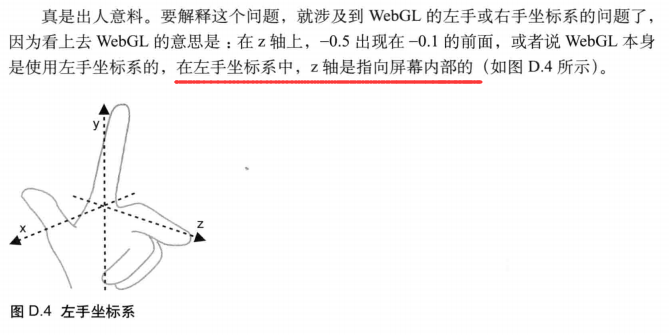 真是出人意料。要解释这个问题，就涉及到 WebGL 的左手或右手坐标系的问题了，
因为看上去 WebGL 的意思是：在 z 轴上，−0.5 出现在 −0.1 的前面，或者说 WebGL 本身
是使用左手坐标系的，在左手坐标系中，z 轴是指向屏幕内部的（如图 D.4 所示）。
y
x
z
图 D.4 左手坐标系